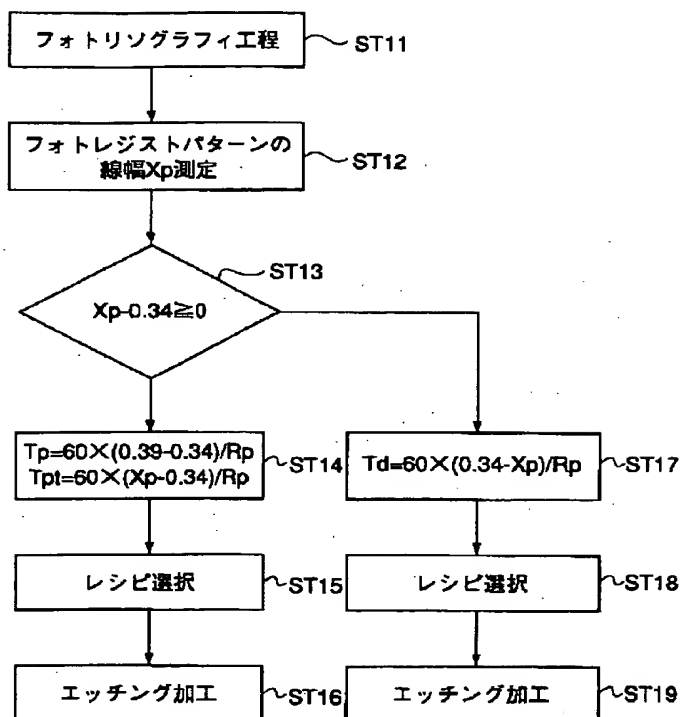 フォトリソグラフィ工程
ST11
フォトレジストパターンの
線幅Xp測定
ST12
ST13
Xp-0.34≧0
Tp=60×(0.39-0.34)/Rp
Tpt=60×(Xp-0.34)/Rp
ST14
Td=60×(0.34-Xp)/Rp
ST17
レシピ選択
ST15
レシピ選択
ST18
エッチング加工
ST16
エッチング加工
ST19